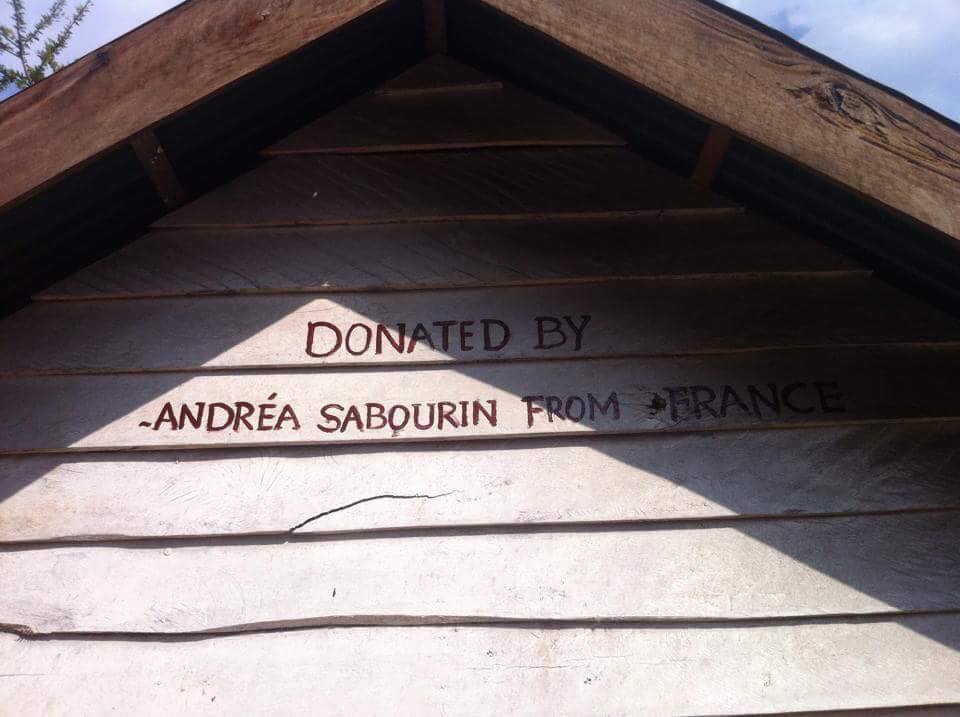 DONATED BY
~ANDRÉA SABOURIN FROM FRANCE